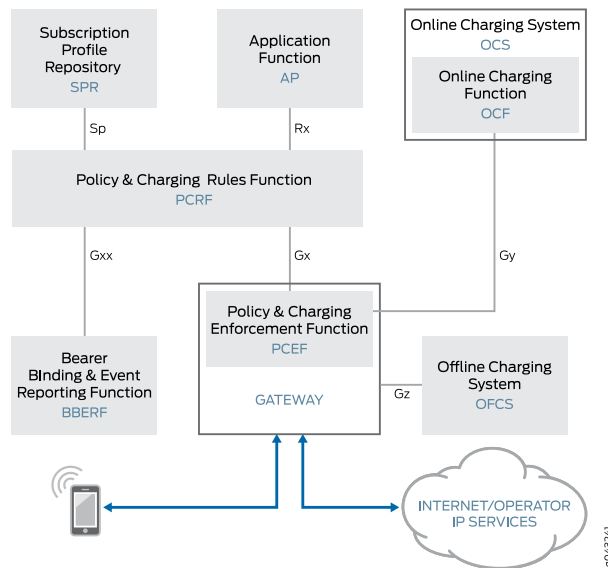 Subscription
Profile
Repository
SPR
Application
Function
AP
Online Charging System
OCS
Online Charging
Function
OCF
Sp
Rx
Policy & Charging Rules Function
PCRF
Gxx
Gx
Gy
Policy & Charging
Enforcement Function
PCEF
GATEWAY
Bearer
BInding & Event
Reporting Function
BBERF
Gz
Offline Charging
System
OFCS
INTERNET/OPERATOR
IP SERVICES
g043241